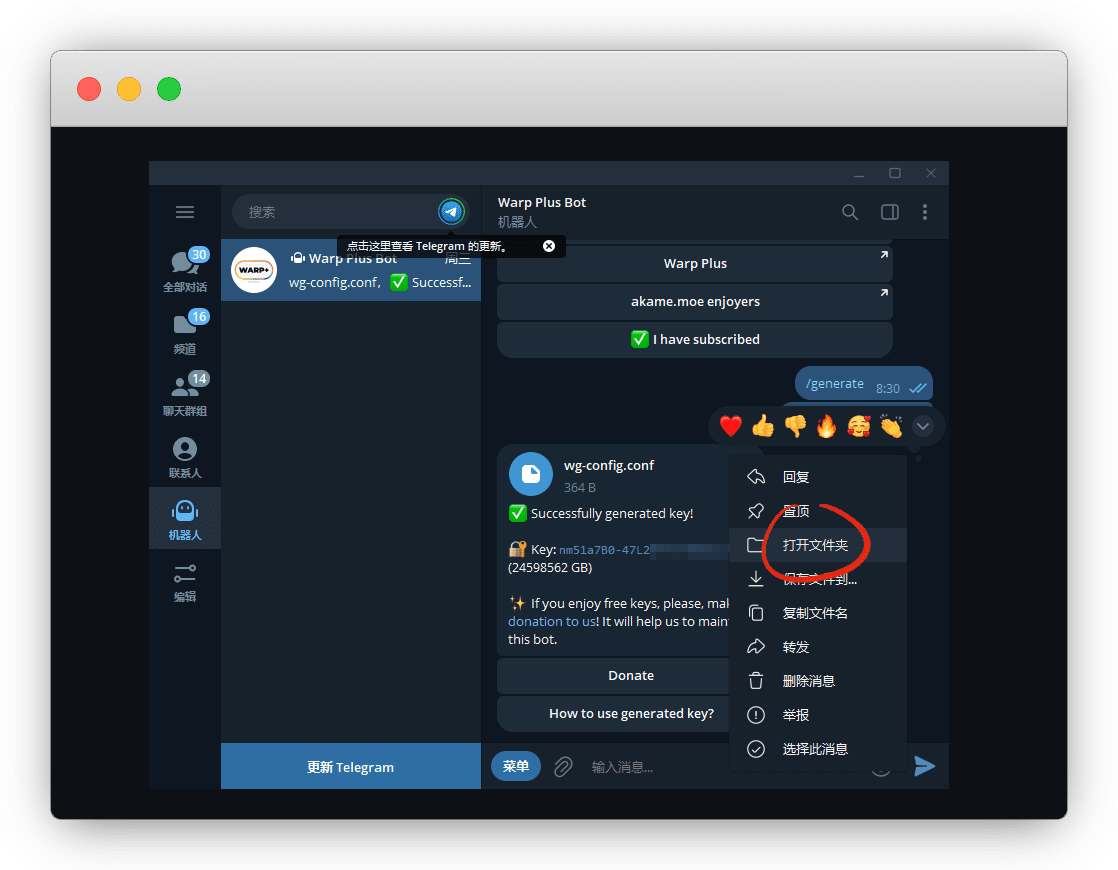 搜索
点击这里查看 Telegram 的更新。
30
全部对话
16
频道
14
聊天群组
联系人
机器人
编辑
WARP+
Warp Plus Bot
周三
wg-config.conf, ✅ Successf...
更新 Telegram
Warp Plus Bot
机器人
Warp Plus
akame.moe enjoyers
✅ I have subscribed
/generate 8:30
wg-config.conf
364 B
✅ Successfully generated key!
🔐 Key: nm51a7B0-47L2
(24598562 GB)
✨ If you enjoy free keys, please, mak
donation to us! It will help us to main
this bot.
Donate
How to use generated key?
回复
置顶
打开文件夹
保存文件到...
复制文件名
转发
删除消息
举报
选择此消息
菜单
输入消息...